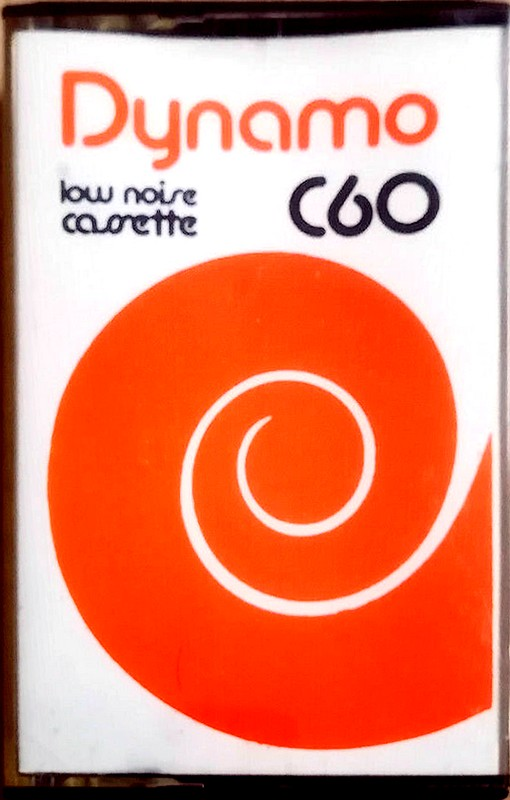 Dynamo
low noise
cassette
C60